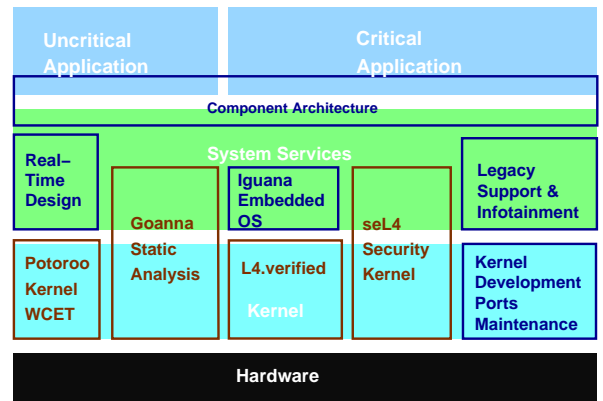 Uncritical
Application
Critical
Application
Component Architecture
System Services
Real–
Time
Design
Goanna
Static
Analysis
Iguana
Embedded
OS
seL4
Security
Kernel
Legacy
Support &
Infotainment
Potoroo
Kernel
WCET
L4.verified
Kernel
Kernel
Development
Ports
Maintenance
Hardware